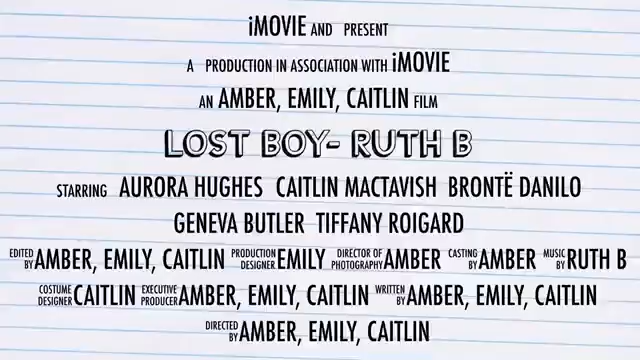 iMOVIE AND PRESENT
A PRODUCTION IN ASSOCIATION WITH iMOVIE
AN AMBER, EMILY, CAITLIN FILM
LOST BOY- RUTH B
STARRING AURORA HUGHES CAITLIN MACTAVISH BRONTË DANILO
GENEVA BUTLER TIFFANY ROIGARD
EDITED BY AMBER, EMILY, CAITLIN PRODUCTION DESIGNER EMILY DIRECTOR OF PHOTOGRAPHY AMBER CASTING BY AMBER MUSIC BY RUTH B
COSTUME DESIGNER CAITLIN EXECUTIVE PRODUCER AMBER, EMILY, CAITLIN WRITTEN BY AMBER, EMILY, CAITLIN
DIRECTED BY AMBER, EMILY, CAITLIN